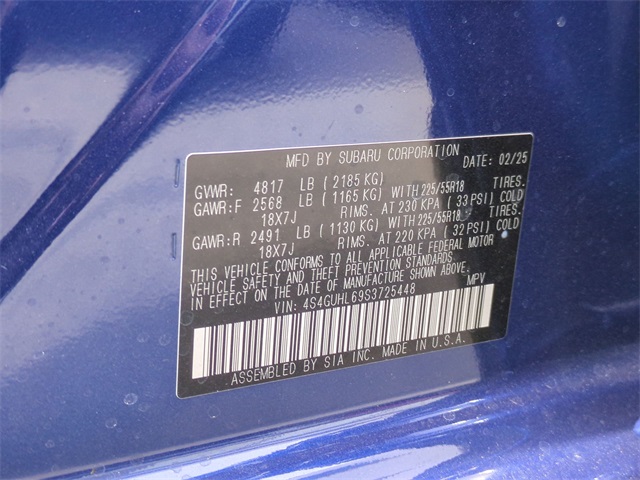 MFD BY SUBARU CORPORATION DATE: 02/25
GVWR: 4817 LB (2185 KG)
GAWR:F 2568 LB (1165 KG) WITH 225/55R18 TIRES.
18X7J RIMS. AT 230 KPA (33 PSI) COLD
GAWR:R 2491 LB (1130 KG) WITH 225/55R18 TIRES.
18X7J RIMS. AT 220 KPA (32 PSI) COLD
THIS VEHICLE CONFORMS TO ALL APPLICABLE FEDERAL MOTOR
VEHICLE SAFETY AND THEFT PREVENTION STANDARDS
IN EFFECT ON THE DATE OF MANUFACTURE SHOWN ABOVE.
VIN: 4S4GUHL69S3725448 MPV
ASSEMBLED BY SIA INC. MADE IN U.S.A.